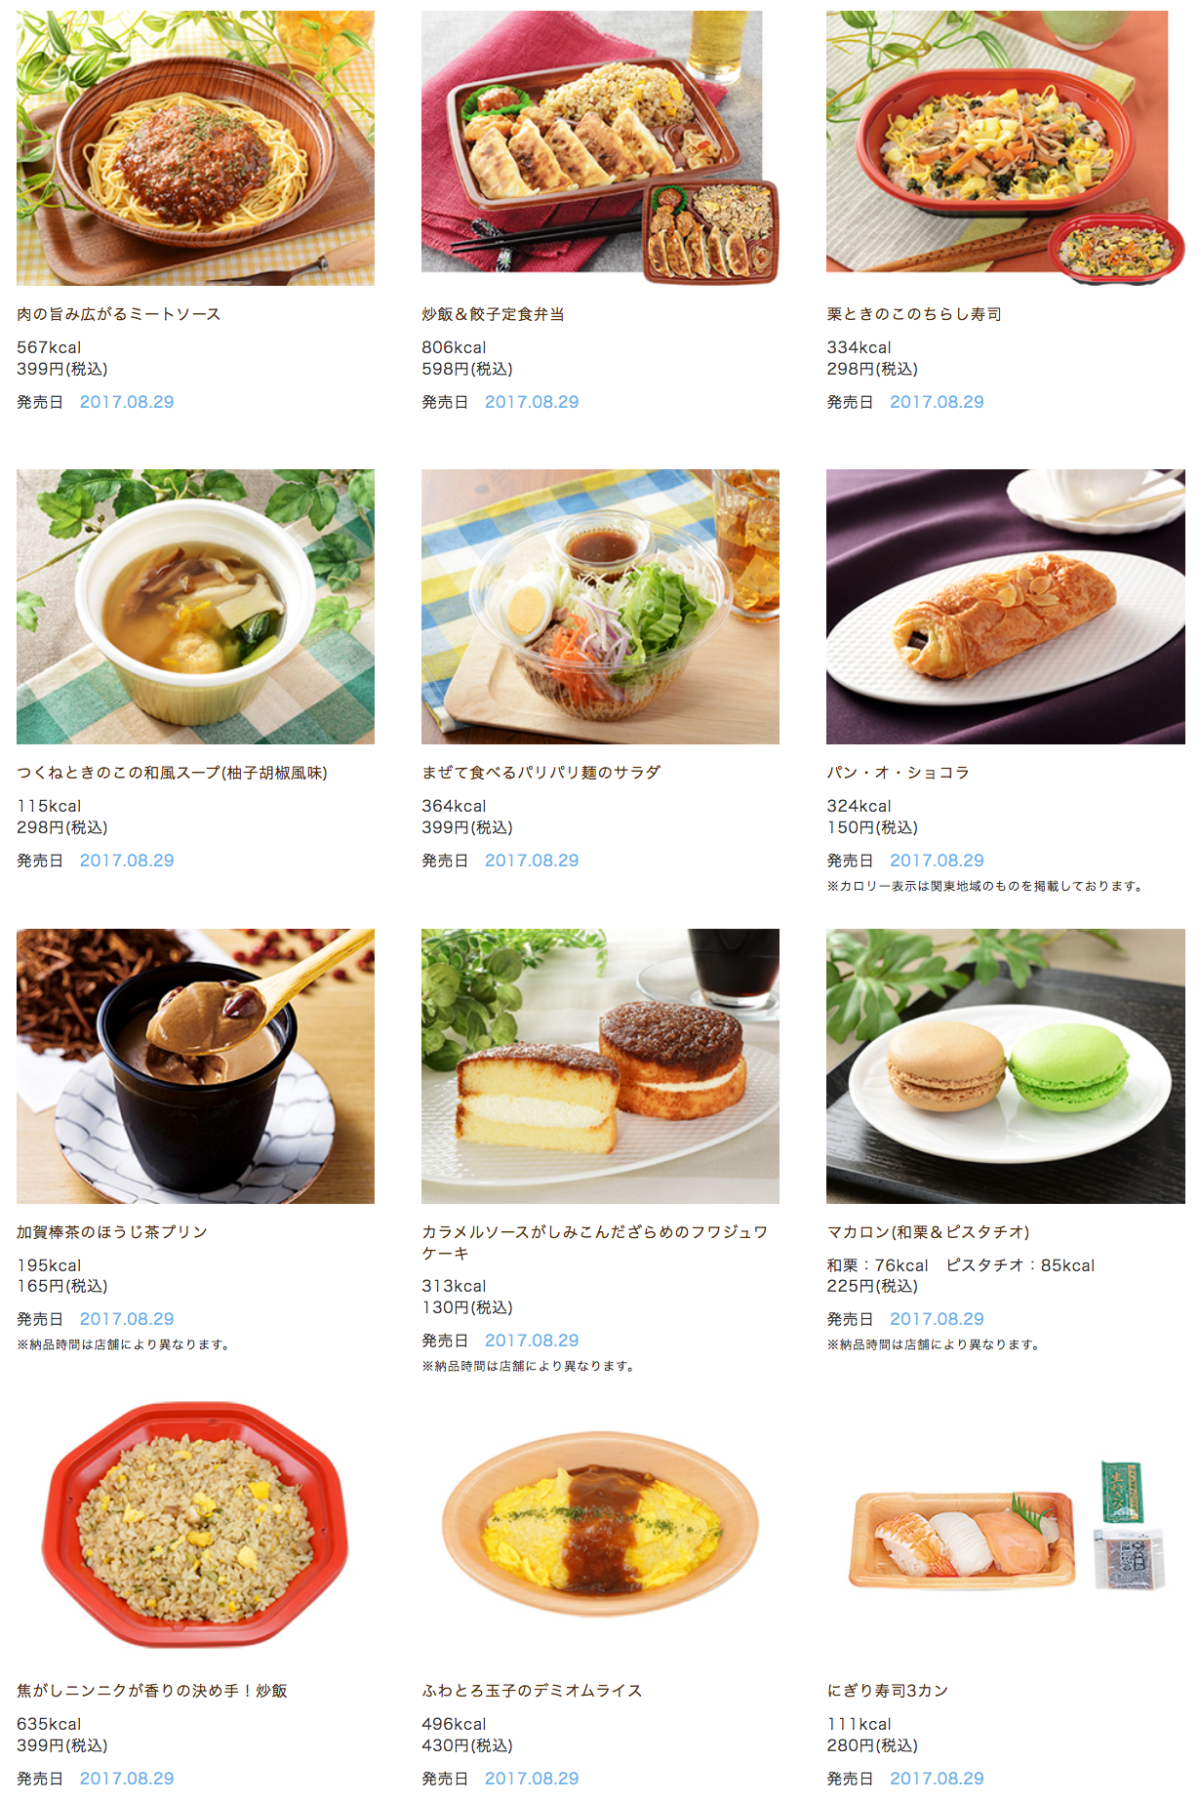 肉の旨み広がるミートソース
567kcal
399円(税込)
発売日　2017.08.29
炒飯＆餃子定食弁当
806kcal
598円(税込)
発売日　2017.08.29
栗ときのこのちらし寿司
334kcal
298円(税込)
発売日　2017.08.29
つくねときのこの和風スープ(柚子胡椒風味)
115kcal
298円(税込)
発売日　2017.08.29
まぜて食べるパリパリ麺のサラダ
364kcal
399円(税込)
発売日　2017.08.29
パン・オ・ショコラ
324kcal
150円(税込)
発売日　2017.08.29
※カロリー表示は関東地域のものを掲載しております。
加賀棒茶のほうじ茶プリン
195kcal
165円(税込)
発売日　2017.08.29
※納品時間は店舗により異なります。
カラメルソースがしみこんだざらめのフワジュワ
ケーキ
313kcal
130円(税込)
発売日　2017.08.29
※納品時間は店舗により異なります。
マカロン(和栗＆ピスタチオ)
和栗：76kcal　ピスタチオ：85kcal
225円(税込)
発売日　2017.08.29
※納品時間は店舗により異なります。
焦がしニンニクが香りの決め手！炒飯
635kcal
399円(税込)
発売日　2017.08.29
ふわとろ玉子のデミオムライス
496kcal
430円(税込)
発売日　2017.08.29
にぎり寿司3カン
111kcal
280円(税込)
発売日　2017.08.29